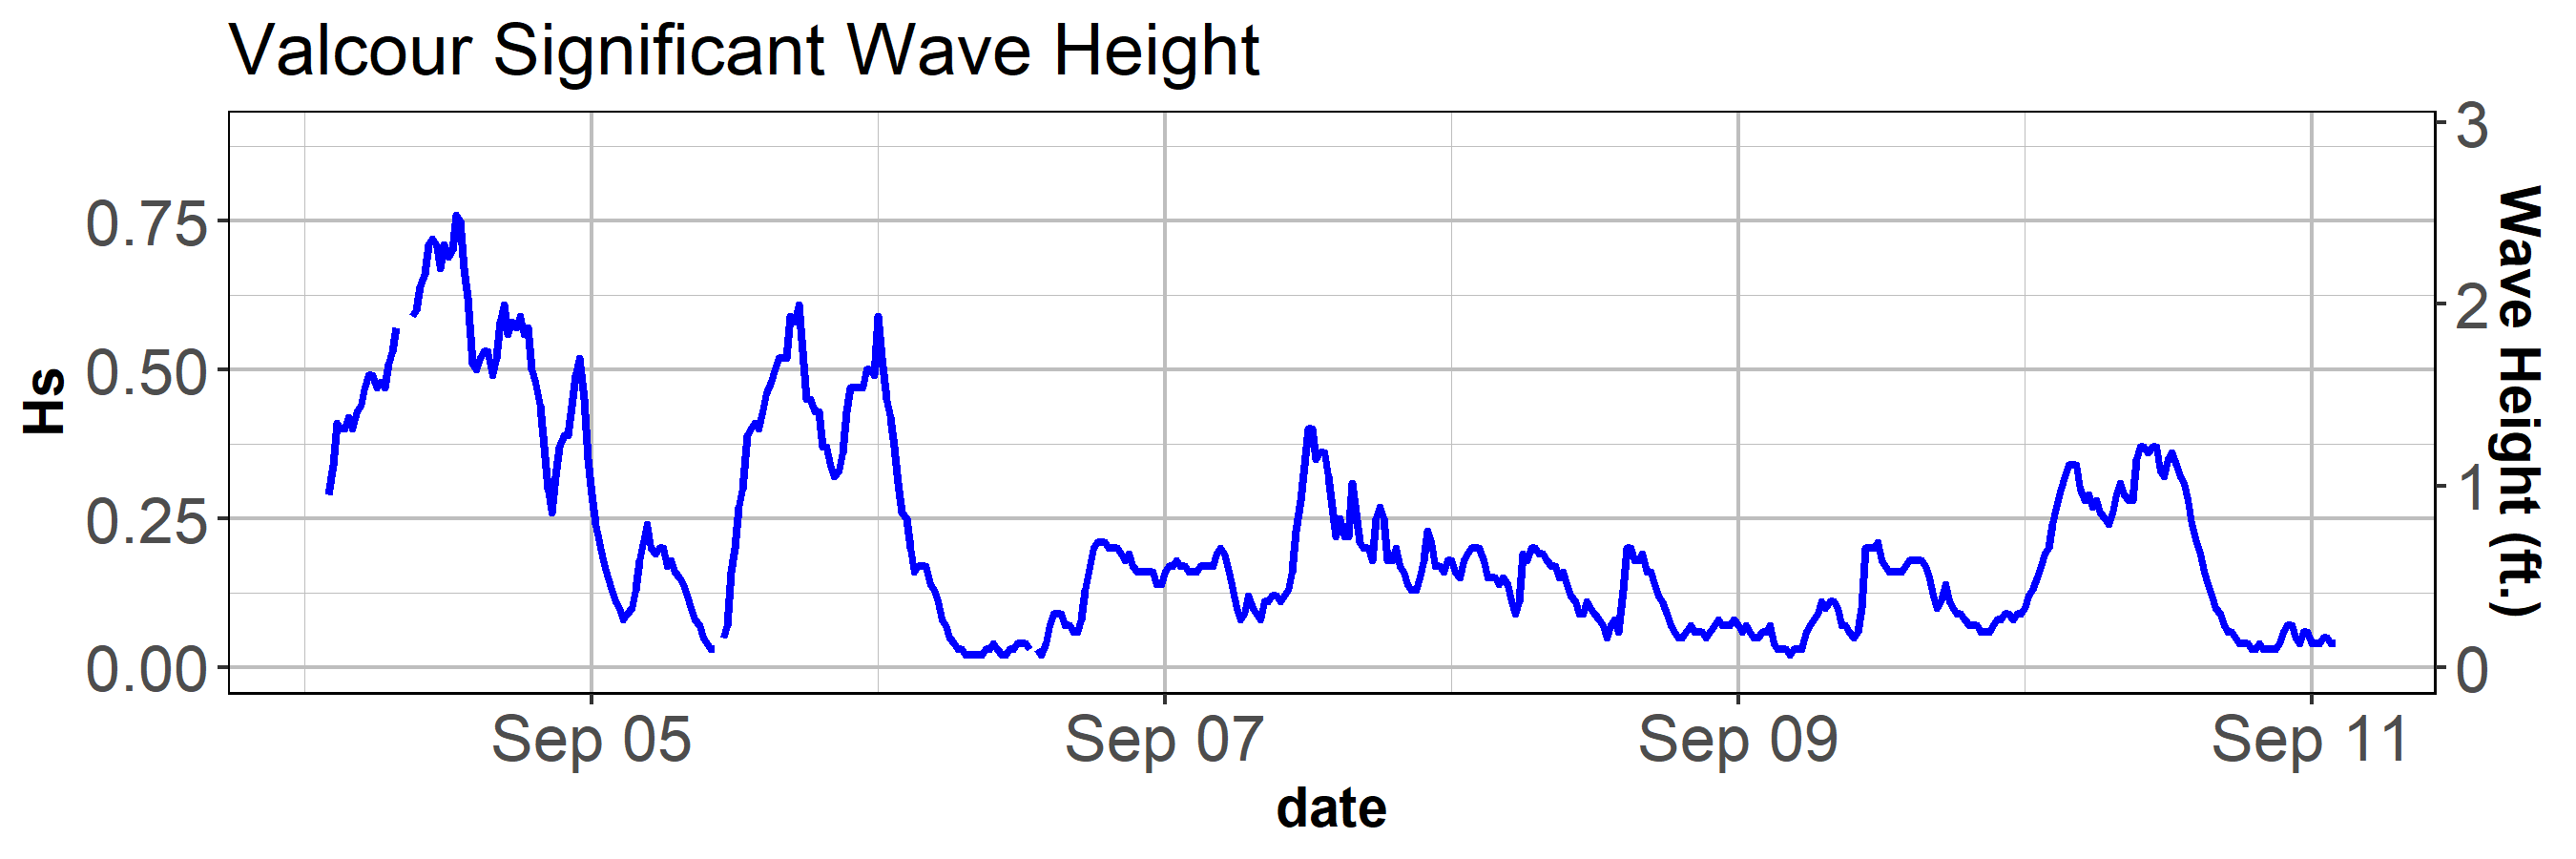 Valcour Significant Wave Height
Hs
0.75
0.50
0.25
0.00
3
2
1
0
Wave Height (ft.)
Sep 05
Sep 07
Sep 09
Sep 11
date